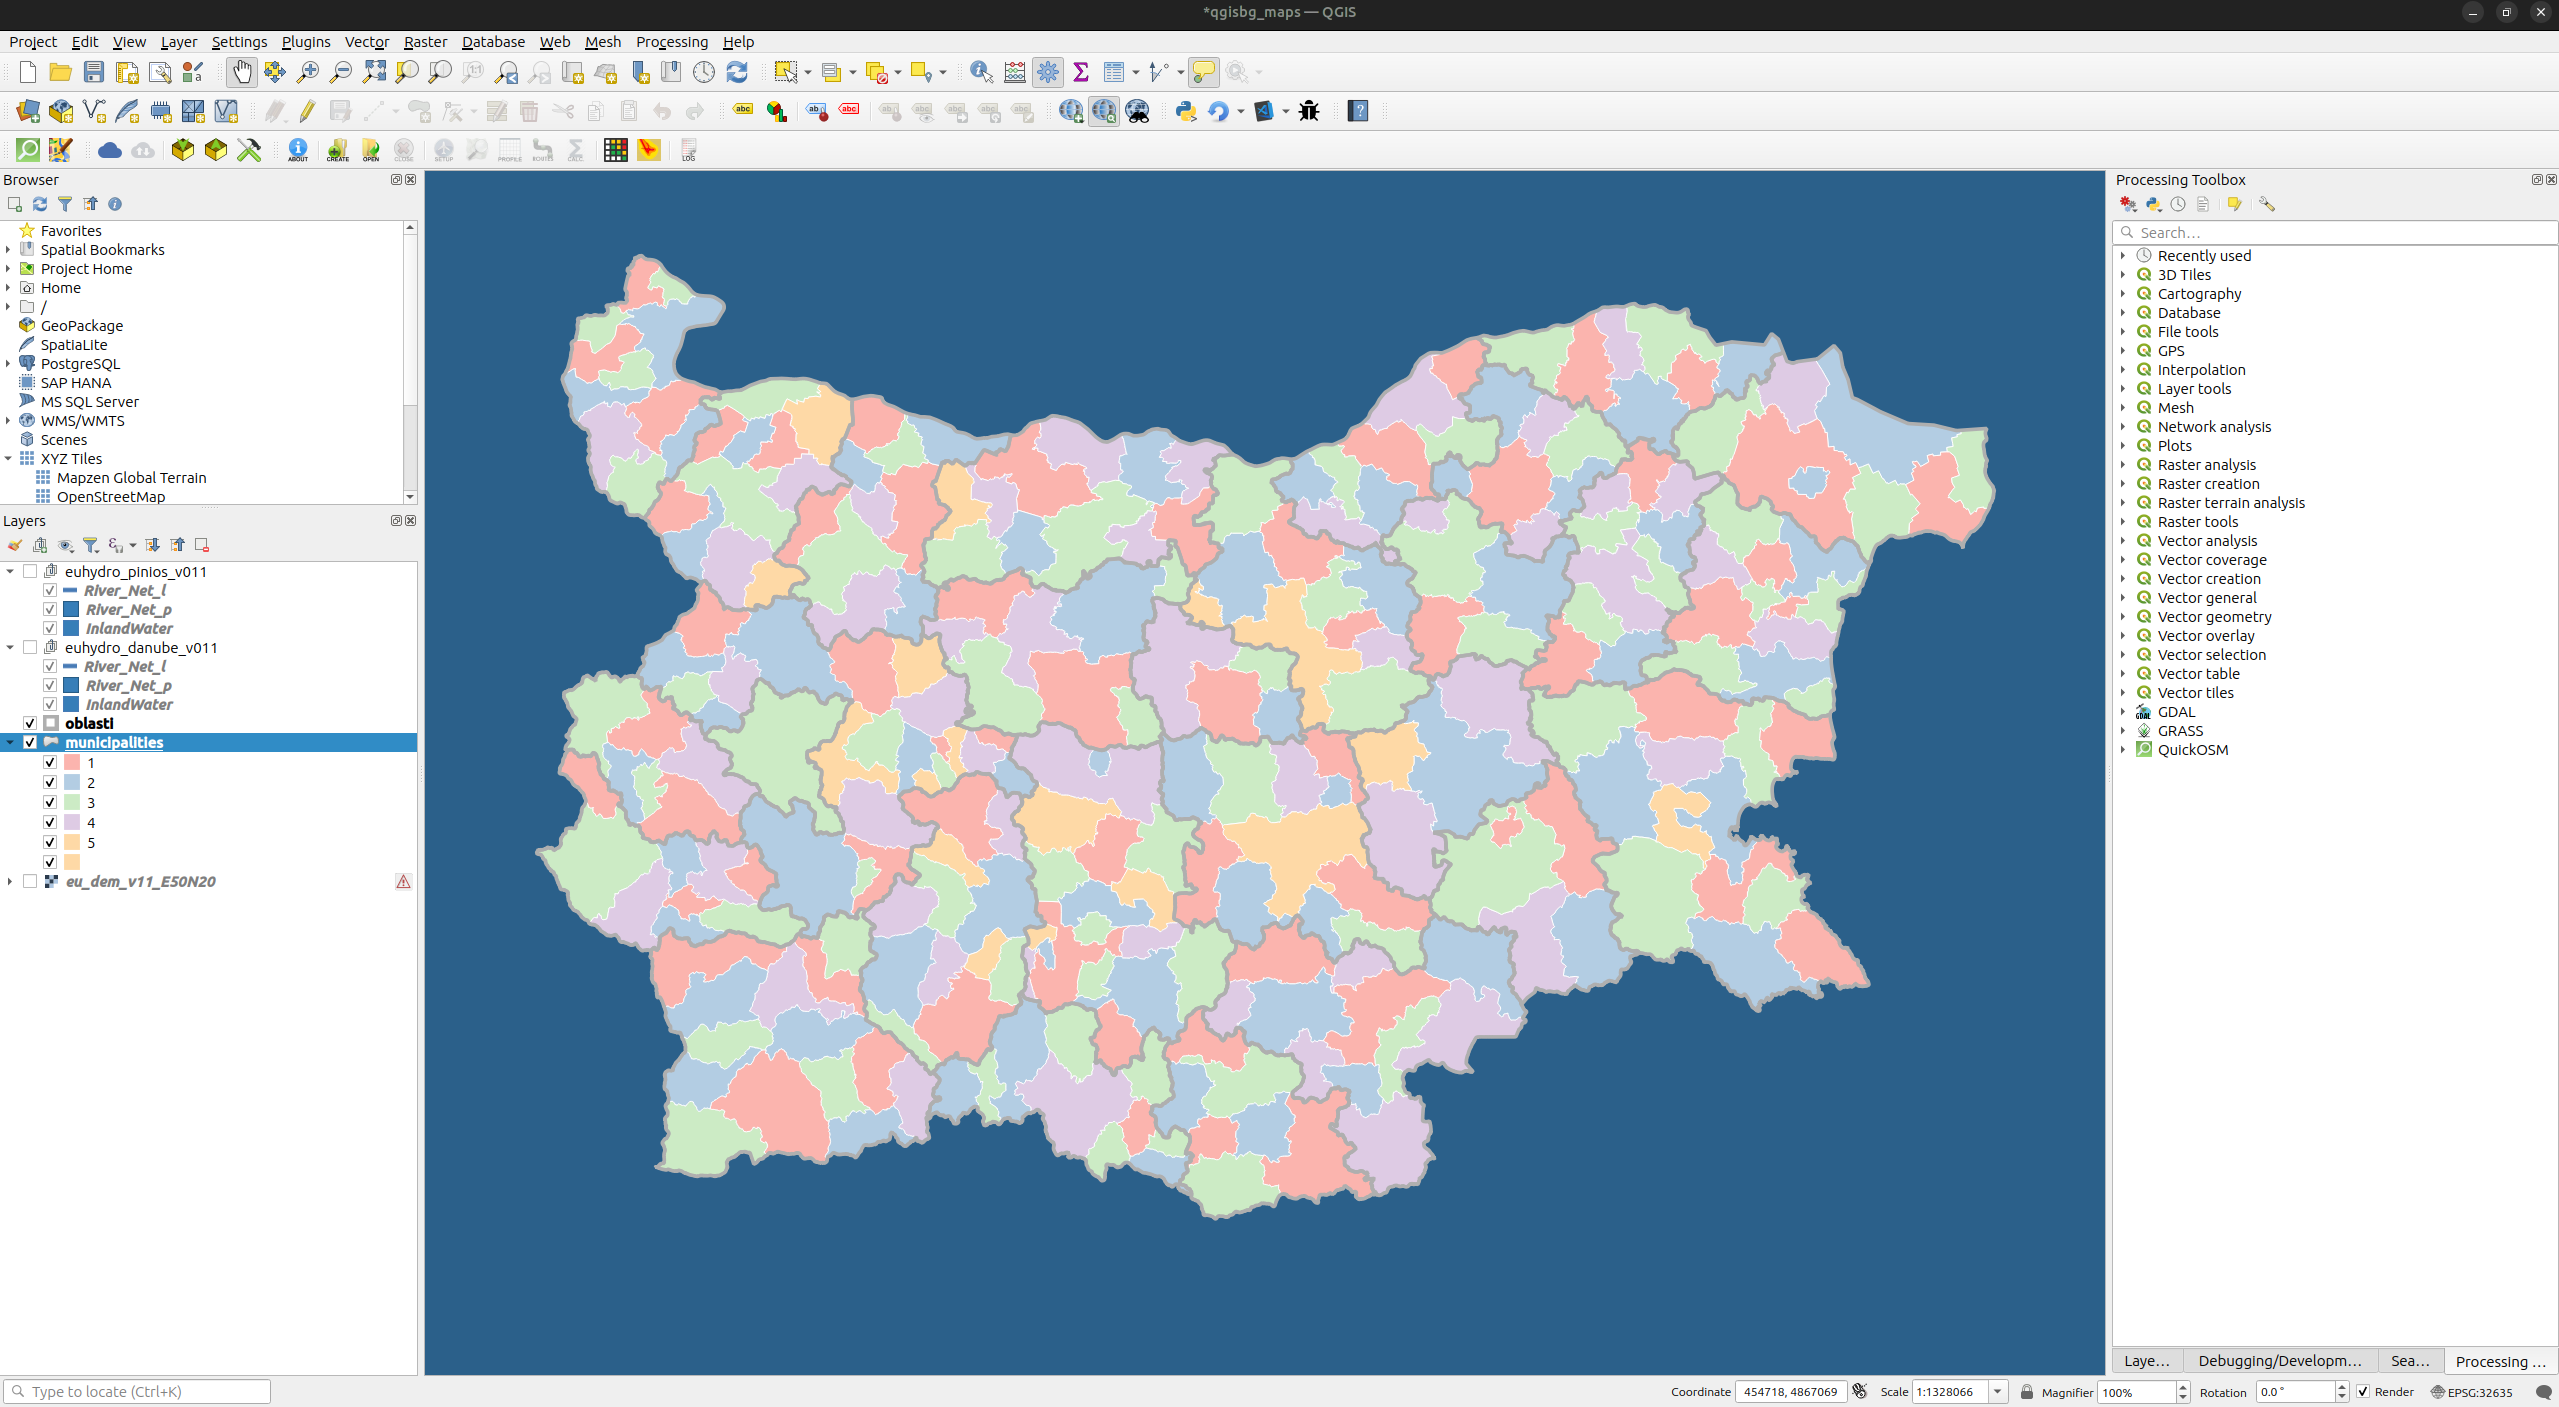 *qgisbg_maps — QGIS
Project Edit View Layer Settings Plugins Vector Raster Database Web Mesh Processing Help
ABOUT CREATE OPEN CLOSE SETUP PROFILE ROUTES CALC. LOG
Browser
Favorites
Spatial Bookmarks
Project Home
Home
/
GeoPackage
SpatiaLite
PostgreSQL
SAP HANA
MS SQL Server
WMS/WMTS
Scenes
XYZ Tiles
Mapzen Global Terrain
OpenStreetMap
Layers
euhydro_pinios_v011
River_Net_l
River_Net_p
InlandWater
euhydro_danube_v011
River_Net_l
River_Net_p
InlandWater
oblasti
municipalities
1
2
3
4
5
eu_dem_v11_E50N20
Processing Toolbox
Search…
Recently used
3D Tiles
Cartography
Database
File tools
GPS
Interpolation
Layer tools
Mesh
Network analysis
Plots
Raster analysis
Raster creation
Raster terrain analysis
Raster tools
Vector analysis
Vector coverage
Vector creation
Vector general
Vector geometry
Vector overlay
Vector selection
Vector table
Vector tiles
GDAL
GRASS
QuickOSM
Laye… Debugging/Developm… Sea… Processing …
Type to locate (Ctrl+K) Coordinate 454718, 4867069 Scale 1:1328066 Magnifier 100% Rotation 0.0 ° Render EPSG:32635